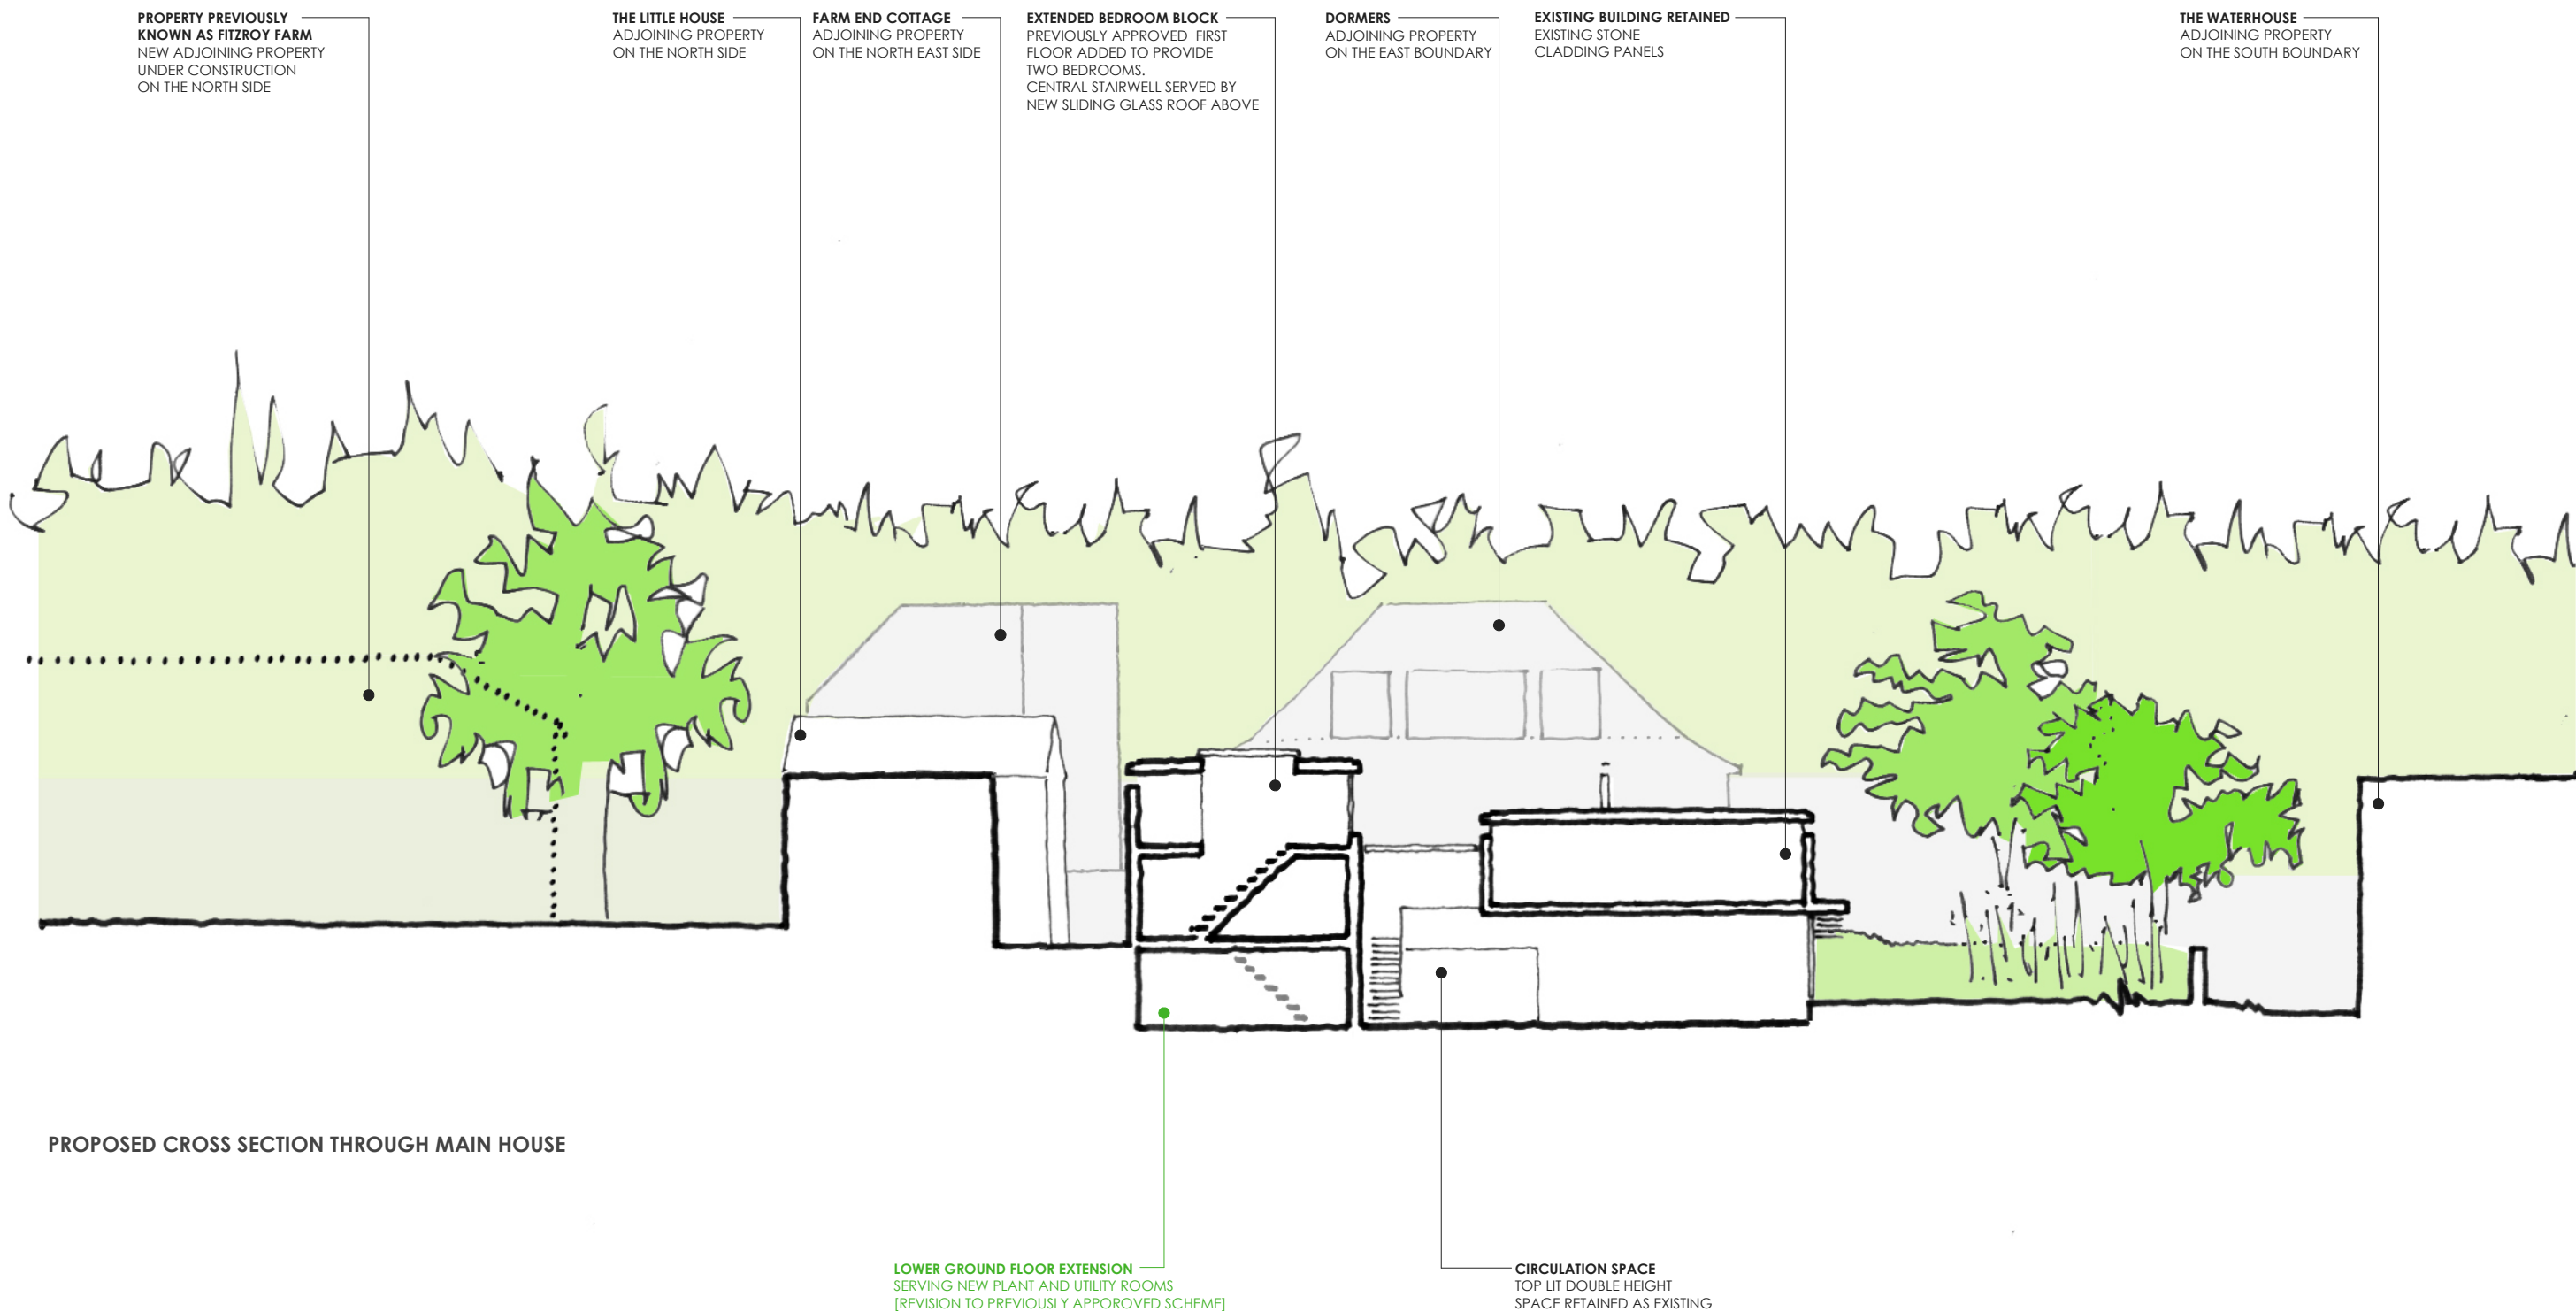 PROPERTY PREVIOUSLY
KNOWN AS FITZROY FARM
NEW ADJOINING PROPERTY
UNDER CONSTRUCTION
ON THE NORTH SIDE
THE LITTLE HOUSE
ADJOINING PROPERTY
ON THE NORTH SIDE
FARM END COTTAGE
ADJOINING PROPERTY
ON THE NORTH EAST SIDE
EXTENDED BEDROOM BLOCK
PREVIOUSLY APPROVED FIRST
FLOOR ADDED TO PROVIDE
TWO BEDROOMS.
CENTRAL STAIRWELL SERVED BY
NEW SLIDING GLASS ROOF ABOVE
DORMERS
ADJOINING PROPERTY
ON THE EAST BOUNDARY
EXISTING BUILDING RETAINED
EXISTING STONE
CLADDING PANELS
THE WATERHOUSE
ADJOINING PROPERTY
ON THE SOUTH BOUNDARY
PROPOSED CROSS SECTION THROUGH MAIN HOUSE
LOWER GROUND FLOOR EXTENSION
SERVING NEW PLANT AND UTILITY ROOMS
[REVISION TO PREVIOUSLY APPOROVED SCHEME]
CIRCULATION SPACE
TOP LIT DOUBLE HEIGHT
SPACE RETAINED AS EXISTING